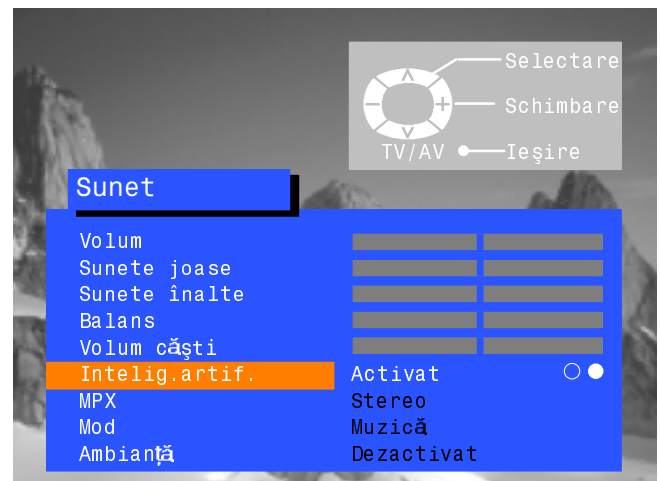 Selectare
Schimbare
TV/AV Ieşire
Sunet
Volum
Sunete joase
Sunete înalte
Balans
Volum căşti
Intelig.artif. Activat
MPX Stereo
Mod Muzică
Ambianţă Dezactivat